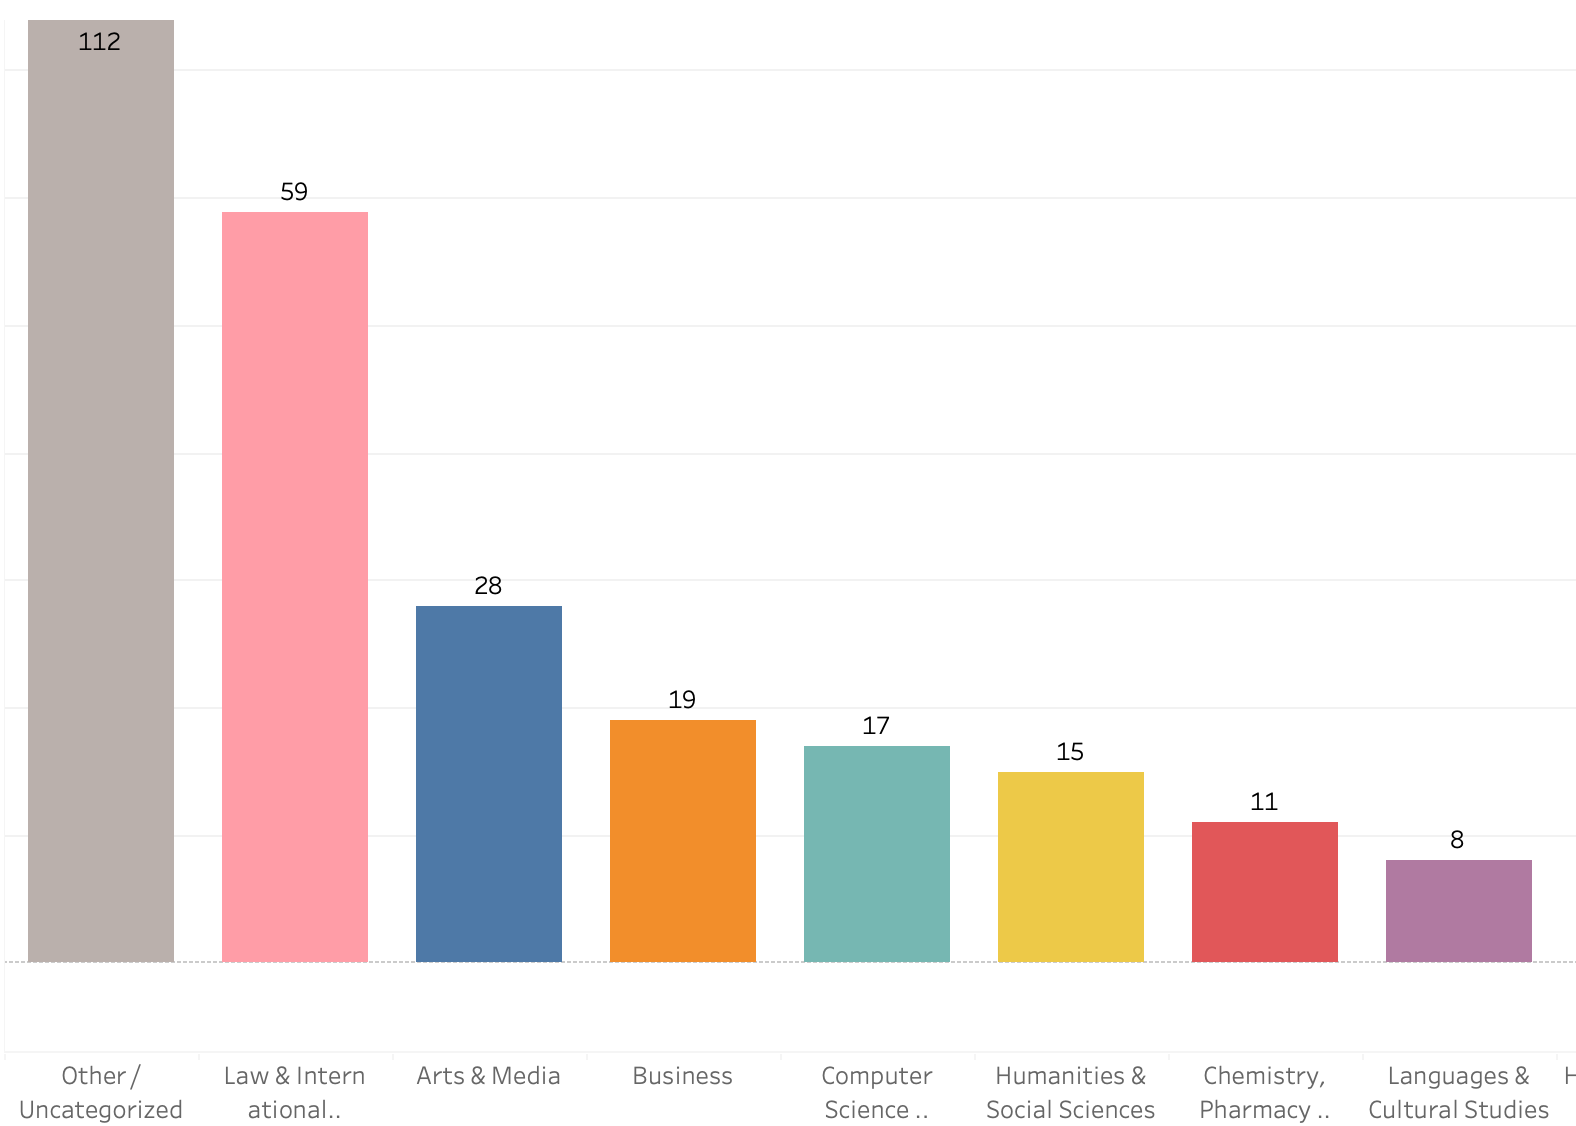 112
59
28
19
17
15
11
8
Other /
Uncategorized
Law & Intern
ational..
Arts & Media
Business
Computer
Science ..
Humanities &
Social Sciences
Chemistry,
Pharmacy ..
Languages &
Cultural Studies
H